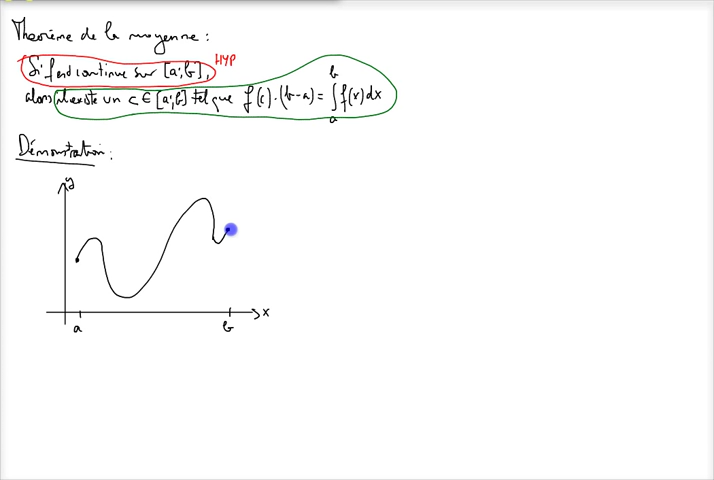 Théorème de la moyenne :
Si f est continue sur [a;b], HYP
alors il existe un c ∈ [a;b] tel que f(c)·(b-a) = ∫ₐᵇ f(x)dx
Démonstration :
y
x
a b